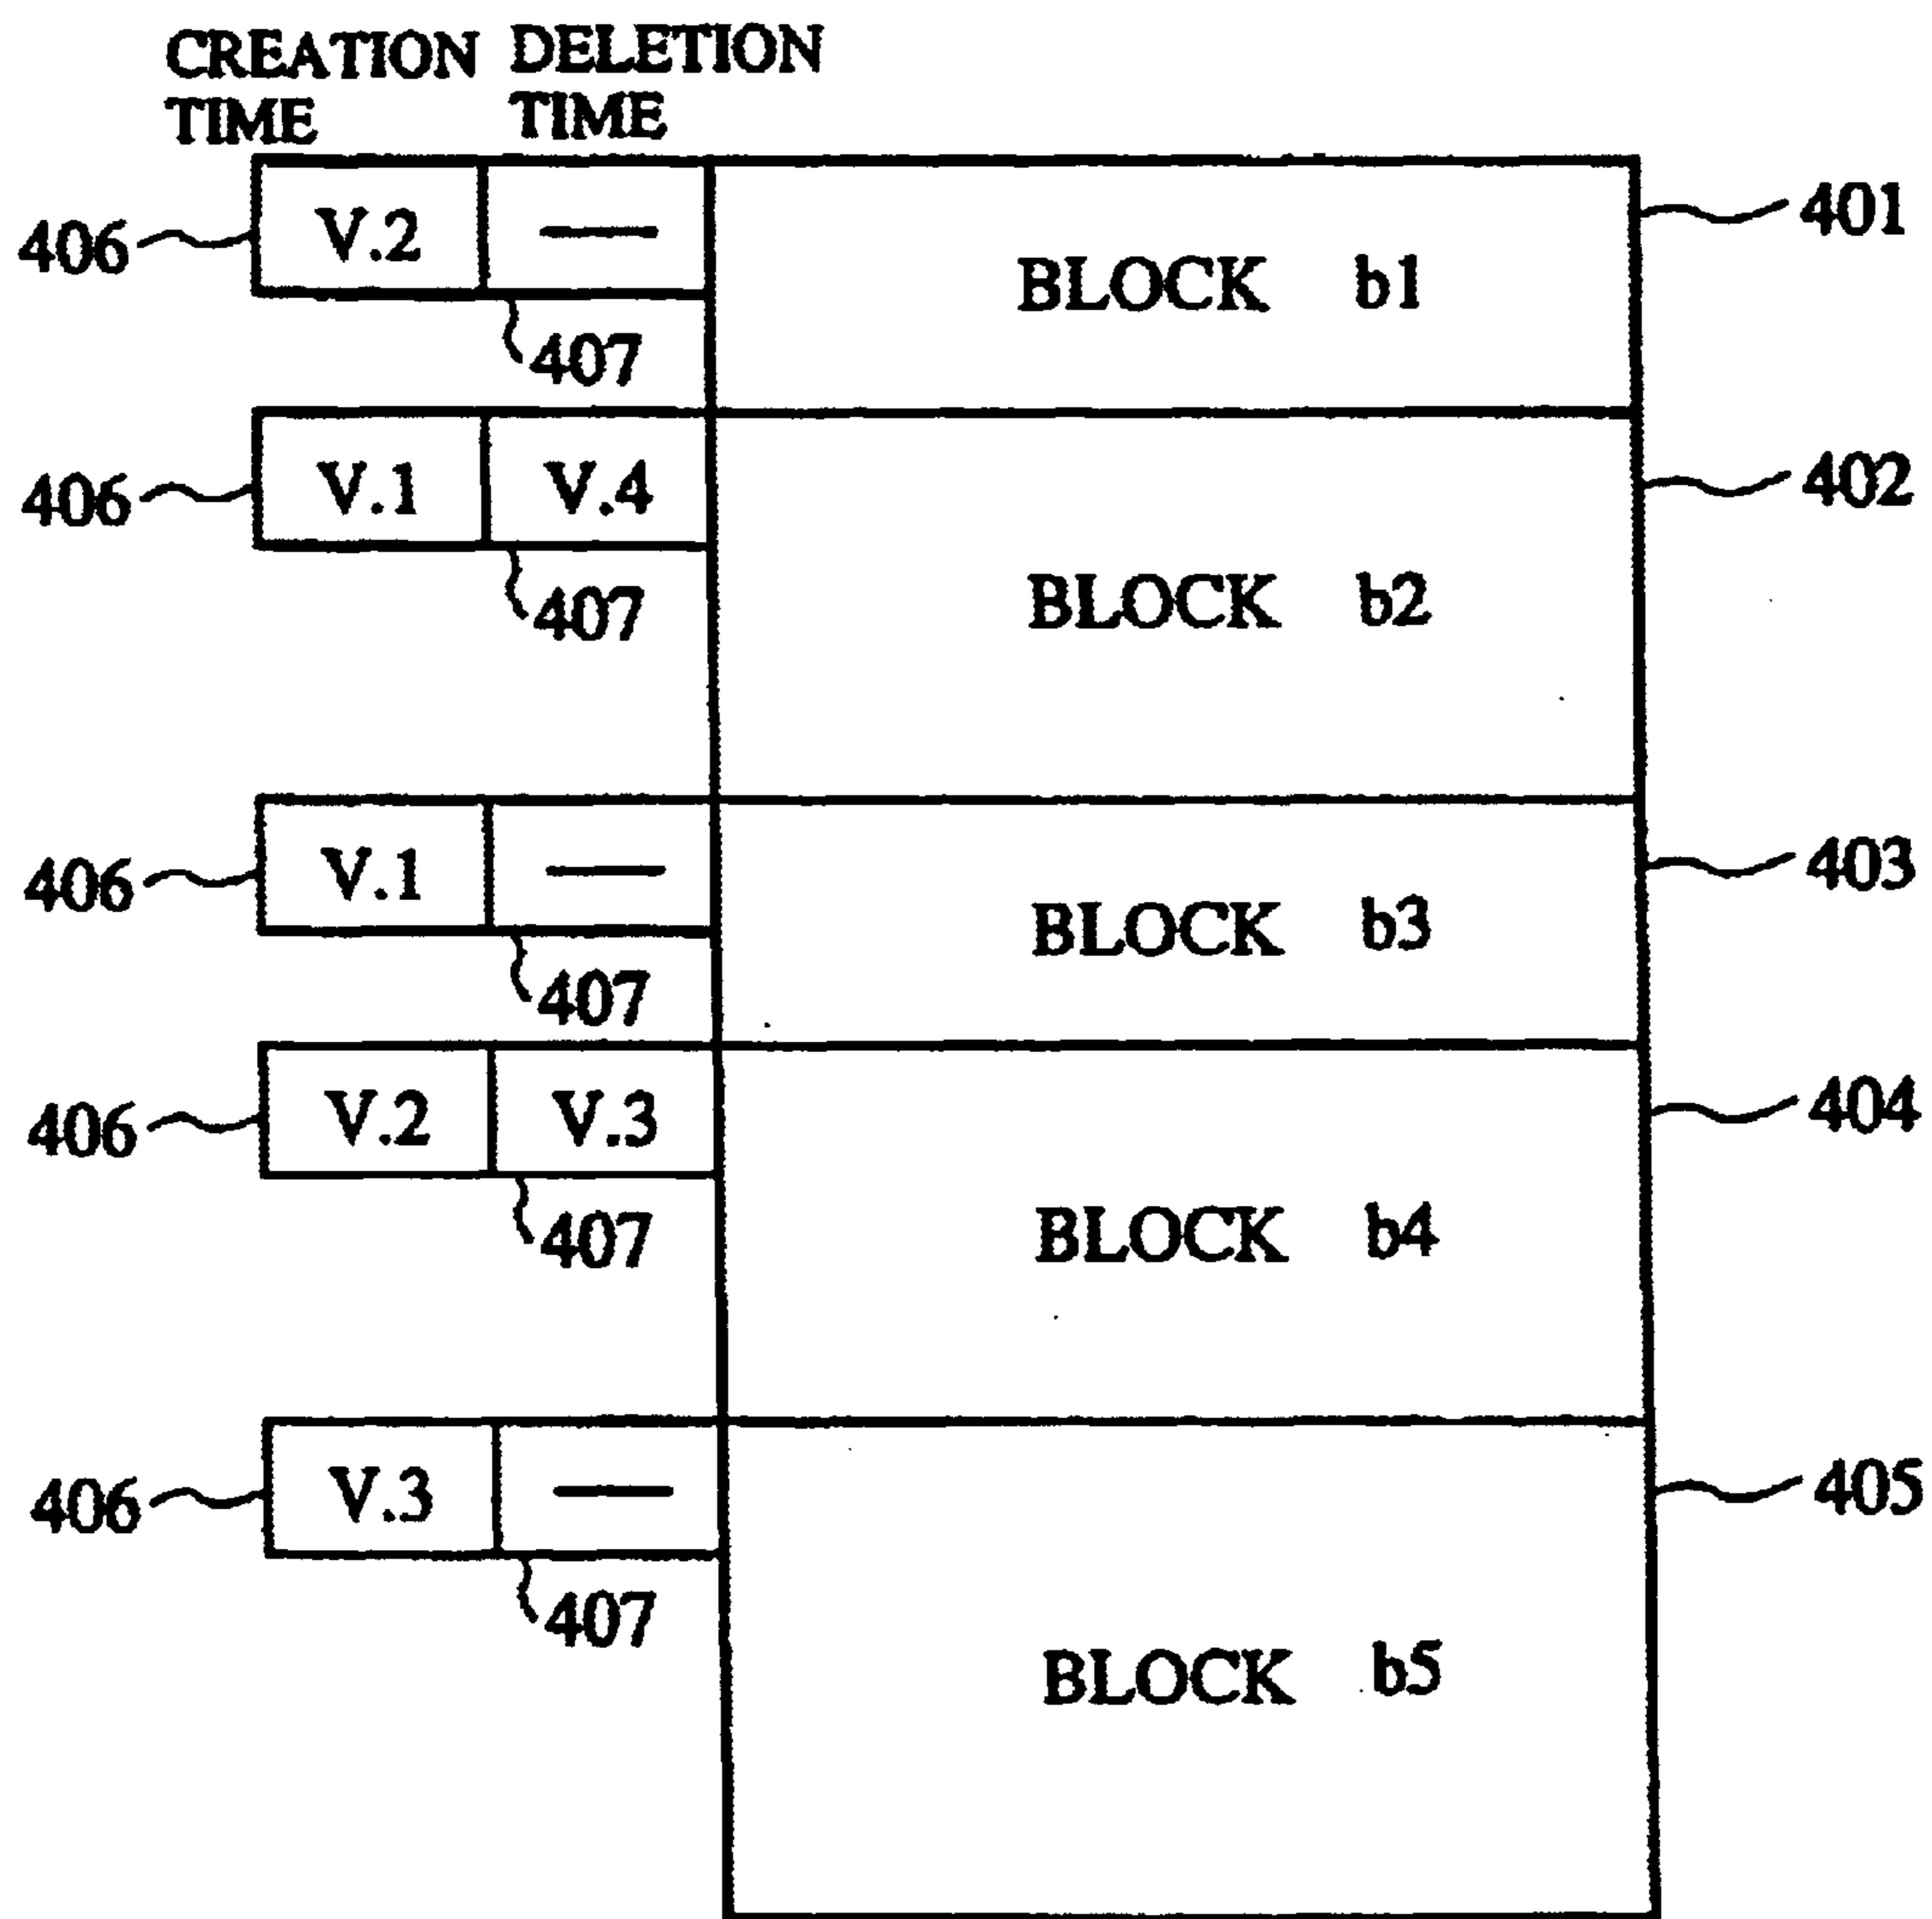 CREATION TIME
DELETION TIME
406 V.2 — BLOCK b1 401
407
406 V.1 V.4 BLOCK b2 402
407
406 V.1 — BLOCK b3 403
407
406 V.2 V.3 BLOCK b4 404
407
406 V.3 — BLOCK b5 405
407